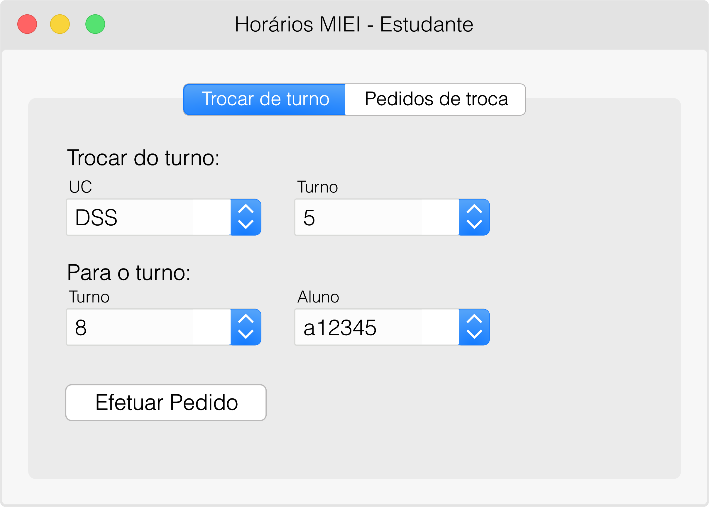 Horários MIEI - Estudante
Trocar de turno Pedidos de troca
Trocar do turno:
UC Turno
DSS 5
Para o turno:
Turno Aluno
8 a12345
Efetuar Pedido